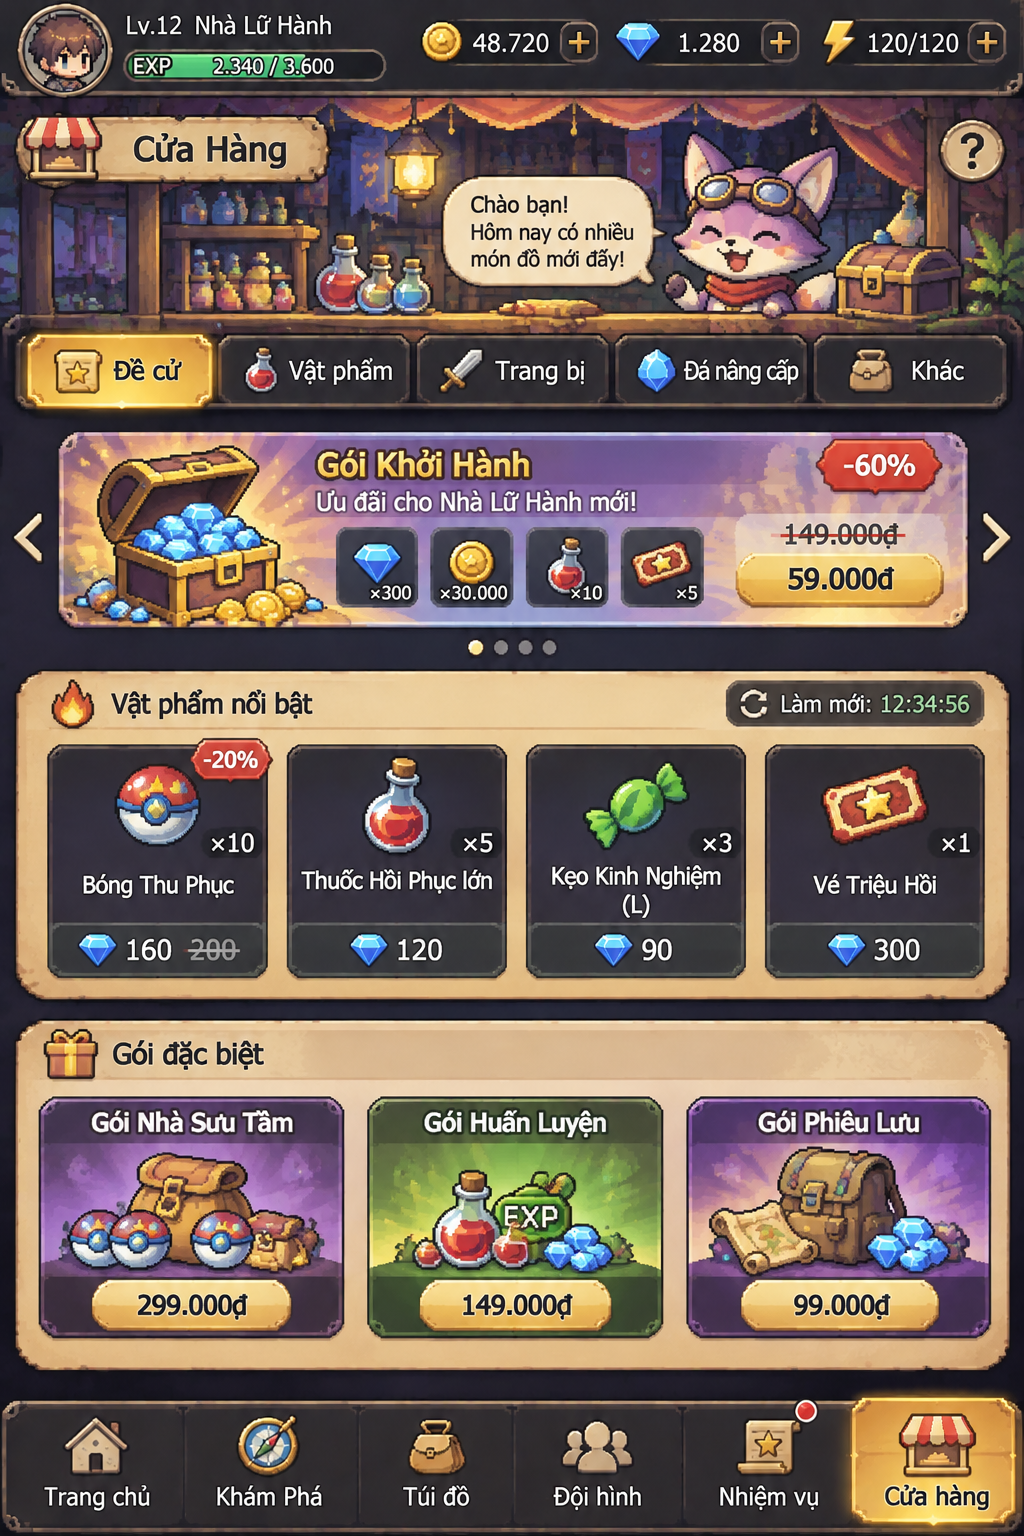 Lv.12 Nhà Lữ Hành
EXP 2.340 / 3.600
48.720 +
1.280 +
120/120 +
Cửa Hàng
?
Chào bạn!
Hôm nay có nhiều
món đồ mới đấy!
Đề cử
Vật phẩm
Trang bị
Đá nâng cấp
Khác
Gói Khởi Hành
-60%
Ưu đãi cho Nhà Lữ Hành mới!
149.000đ
×300
×30.000
×10
×5
59.000đ
Vật phẩm nổi bật
Làm mới: 12:34:56
-20%
×10
Bóng Thu Phục
160 200
×5
Thuốc Hồi Phục lớn
120
×3
Kẹo Kinh Nghiệm
(L)
90
×1
Vé Triệu Hồi
300
Gói đặc biệt
Gói Nhà Sưu Tầm
299.000đ
Gói Huấn Luyện
EXP
149.000đ
Gói Phiêu Lưu
99.000đ
Trang chủ
Khám Phá
Túi đồ
Đội hình
Nhiệm vụ
Cửa hàng